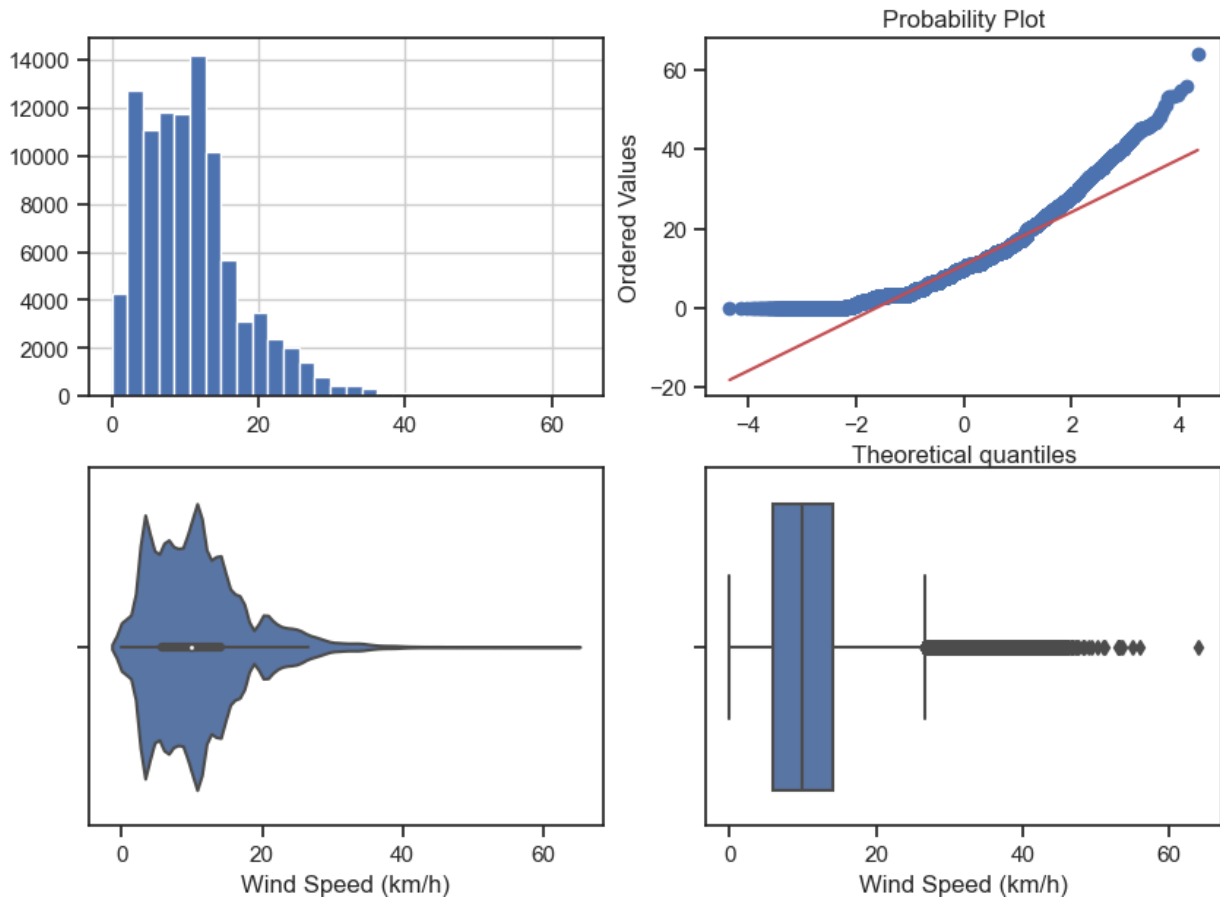 14000
12000
10000
8000
6000
4000
2000
0
0 20 40 60
Probability Plot
Ordered Values
60
40
20
0
−20
−4 −2 0 2 4
Theoretical quantiles
0 20 40 60
Wind Speed (km/h)
0 20 40 60
Wind Speed (km/h)